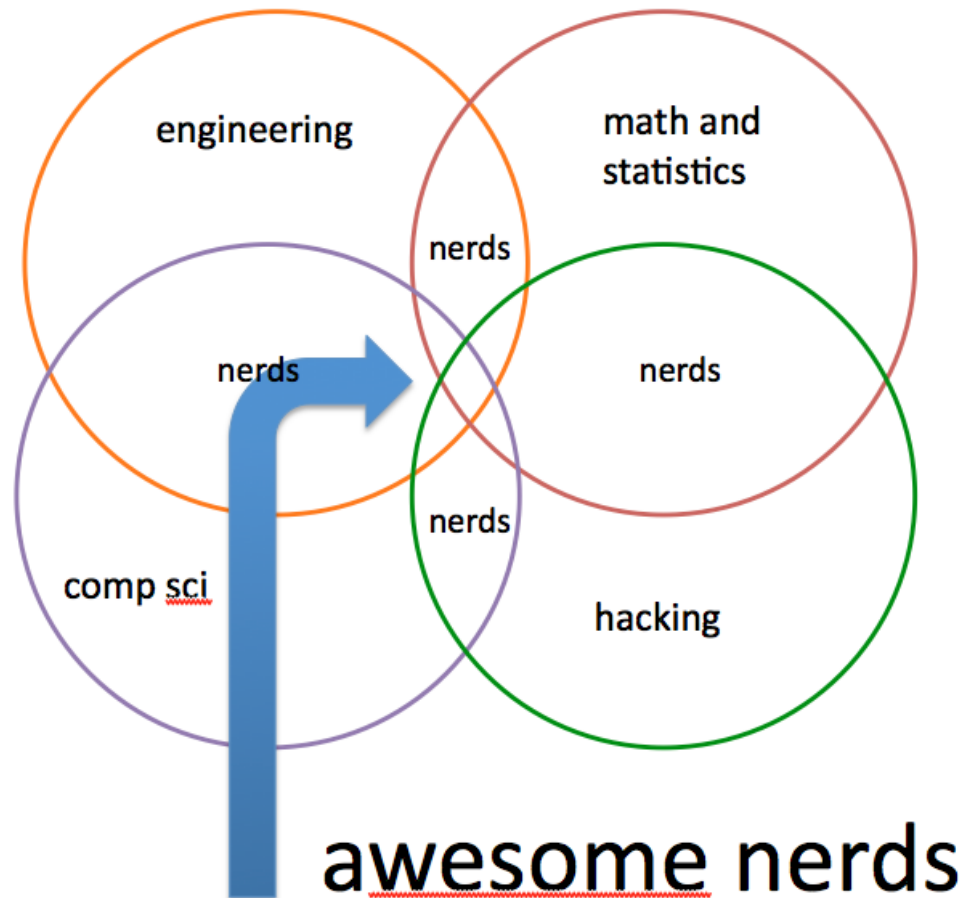 engineering
math and
statistics
nerds
nerds
nerds
nerds
comp sci
hacking
awesome nerds